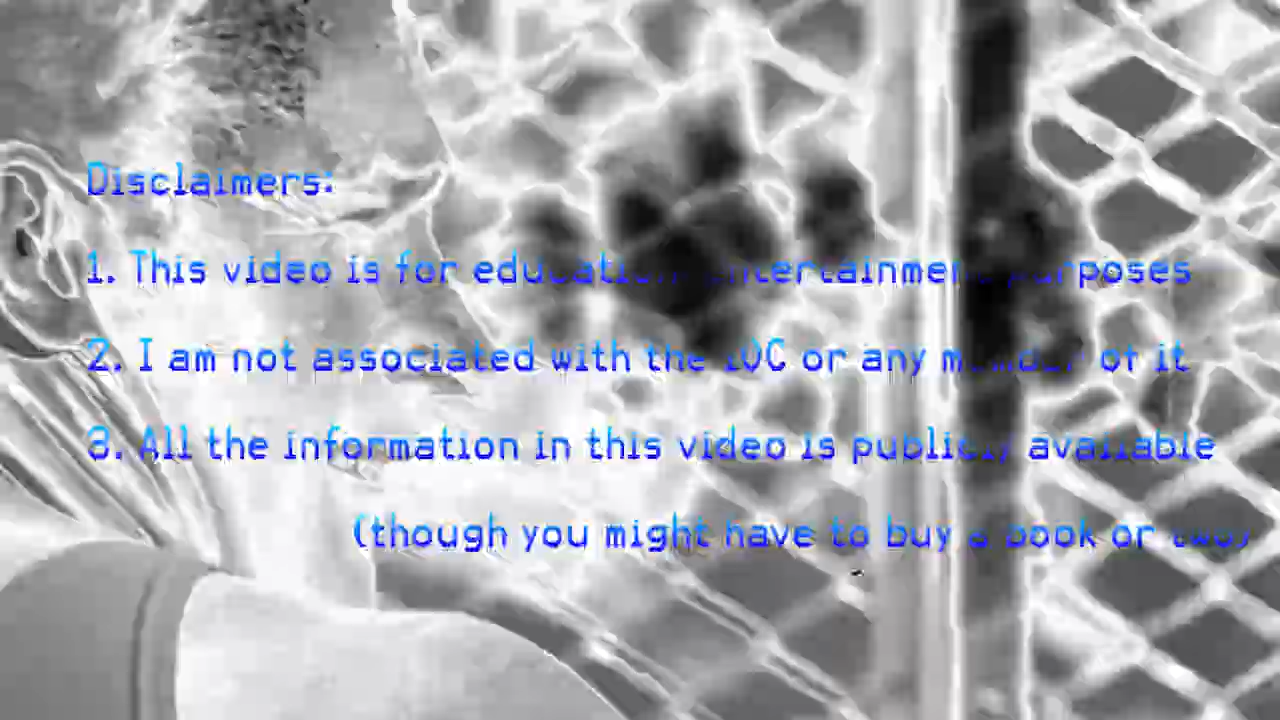 Disclaimers:
1. This video is for education entertainment purposes
2. I am not associated with the or any member of it
3. All the information in this video is publicly available
(though you might have to buy a book or two)